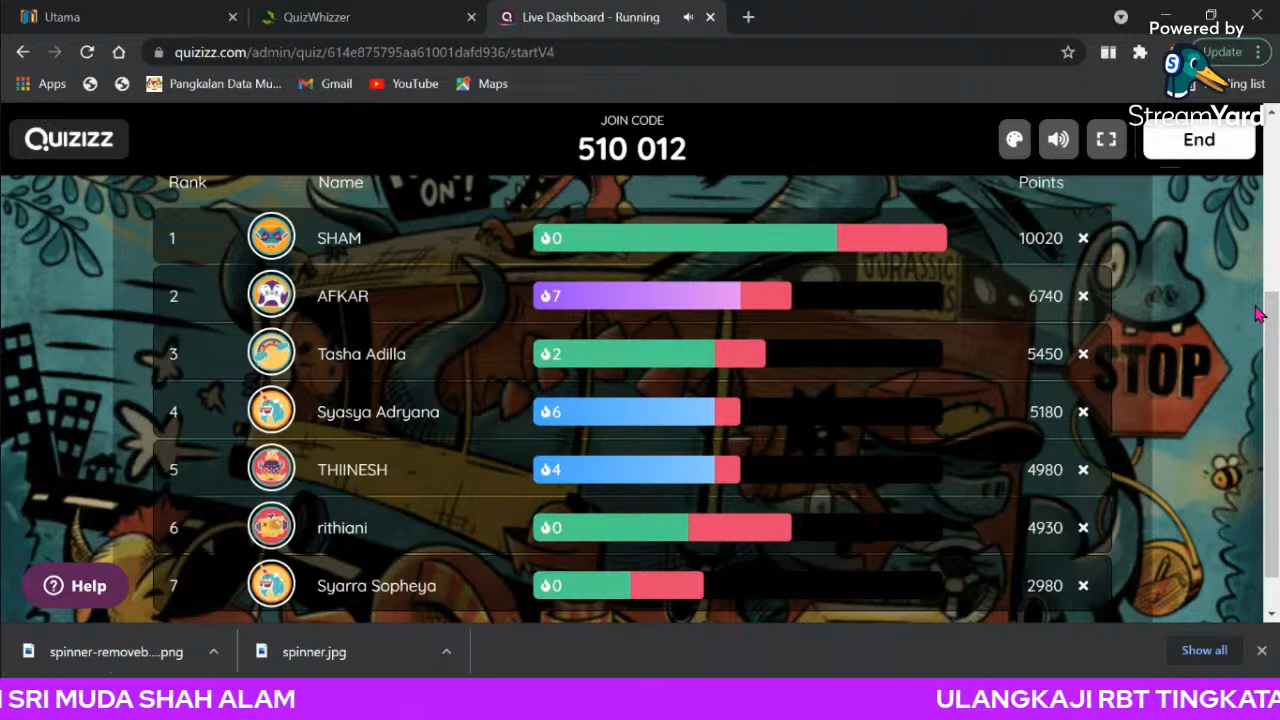 Utama
QuizWhizzer
Live Dashboard - Running
Powered by
quizizz.com/admin/quiz/614e875795aa61001dafd936/startV4
Update
Apps
Pangkalan Data Mu...
Gmail
YouTube
Maps
StreamYard
Quizizz
JOIN CODE
510 012
End
ON!
Rank Name Points
JURASSIC
1 SHAM 0 10020
2 AFKAR 7 6740
3 Tasha Adilla 2 5450
STOP
4 Syasya Adryana 6 5180
5 THIINESH 4 4980
6 rithiani 0 4930
7 Syarra Sopheya 0 2980
Help
spinner-removeb....png
spinner.jpg
Show all
SRI MUDA SHAH ALAM
ULANGKAJI RBT